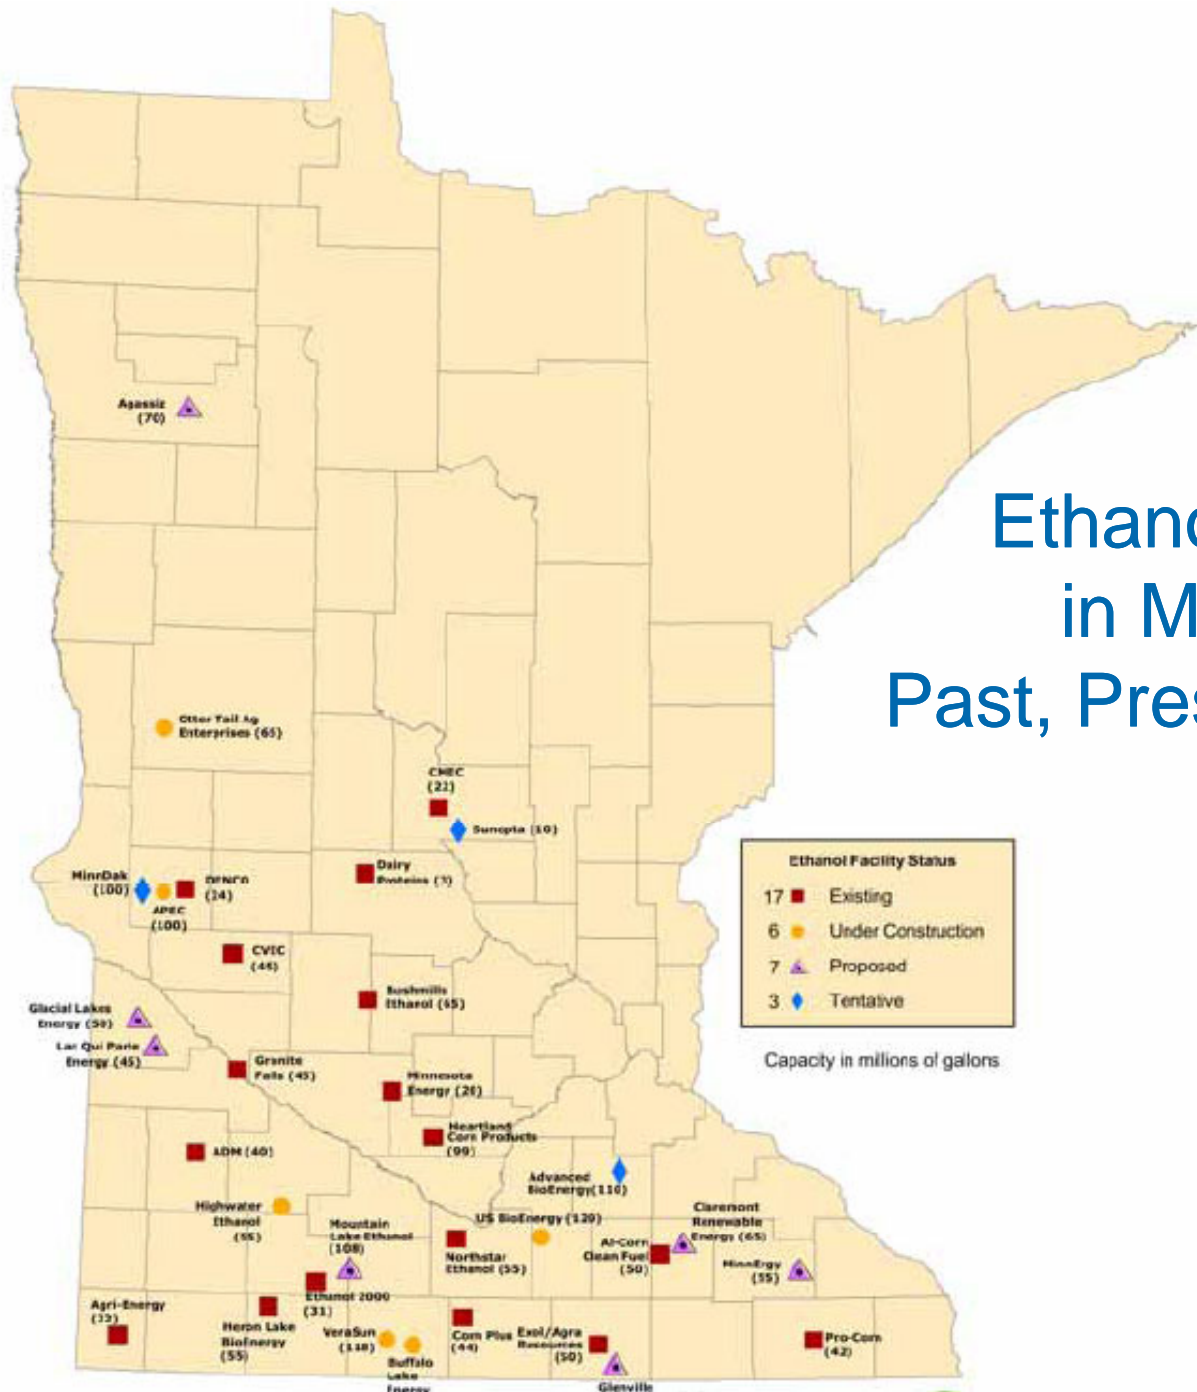 Agassiz
(70)
Ethano
in M
Past, Pres
Otter Tail Ag
Enterprises (65)
CMEC
Sunopta (10)
MinnDak
(100)
Dairy
Proteins (3)
DENCO
(24)
APEC
(100)
CVEC
(45)
Bushmills
Ethanol (65)
Glacial Lakes
Energy (50)
Lac Qui Parle
Energy (45)
Granite
Falls (45)
Minnesota
Energy (20)
Heartland
Corn Products
(99)
ADM (40)
Advanced
BioEnergy(110)
Highwater
Ethanol
(55)
Mountain
Lake Ethanol
(108)
US BioEnergy (120)
Northstar
Ethanol (55)
Al-Corn
Clean Fuel
(50)
Claremont
Renewable
Energy (65)
MinnErgy
(55)
Ethanol 2000
(31)
Agri-Energy
Heron Lake
BioEnergy
(55)
VeraSun
(110)
Buffalo
Lake
Energy
Corn Plus
(44)
Exol/Agra
Resources
(50)
Glenville
Pro-Corn
(42)
Ethanol Facility Status
17 Existing
6 Under Construction
7 Proposed
3 Tentative
Capacity in millions of gallons